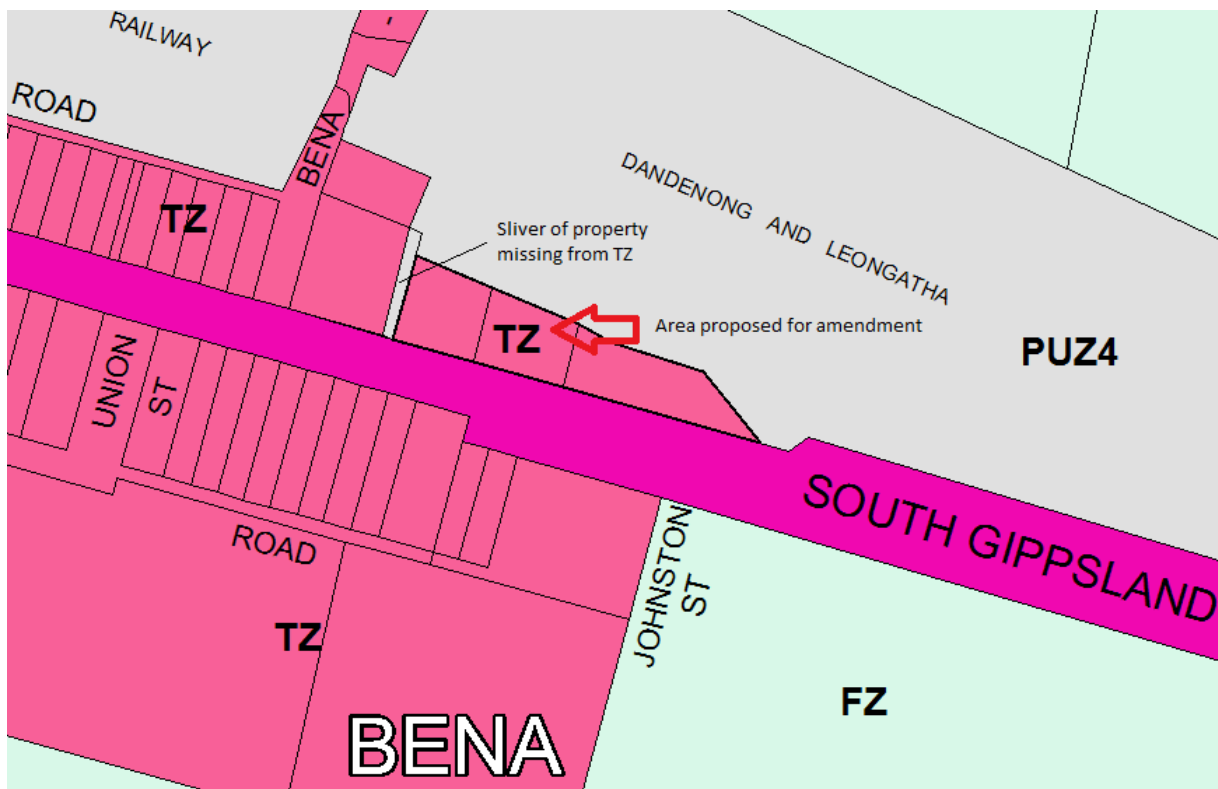 RAILWAY
ROAD
BENA
DANDENONG AND LEONGATHA
TZ
Sliver of property
missing from TZ
TZ
Area proposed for amendment
PUZ4
UNION
ST
SOUTH GIPPSLAND
ROAD
JOHNSTON
ST
TZ
FZ
BENA